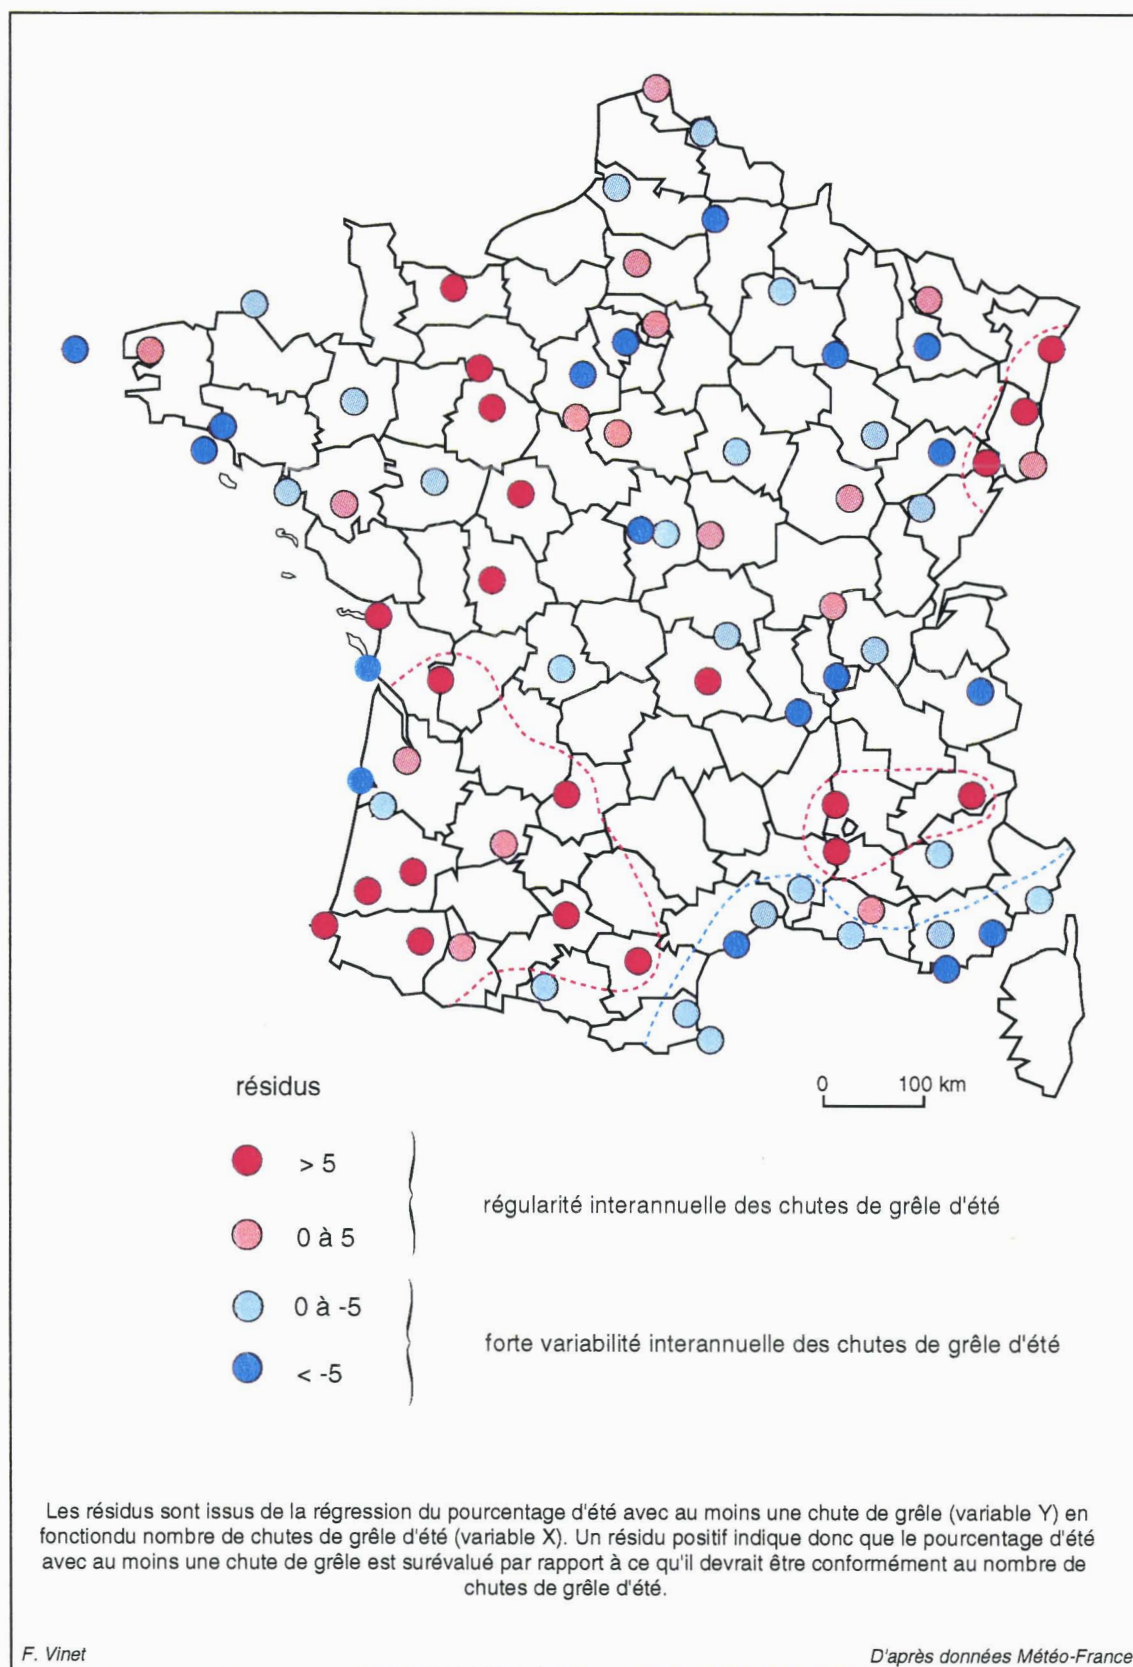 0 100 km
résidus
> 5
régularité interannuelle des chutes de grêle d'été
0 à 5
0 à -5
forte variabilité interannuelle des chutes de grêle d'été
< -5
Les résidus sont issus de la régression du pourcentage d'été avec au moins une chute de grêle (variable Y) en
fonctiondu nombre de chutes de grêle d'été (variable X). Un résidu positif indique donc que le pourcentage d'été
avec au moins une chute de grêle est surévalué par rapport à ce qu'il devrait être conformément au nombre de
chutes de grêle d'été.
F. Vinet
D'après données Météo-France